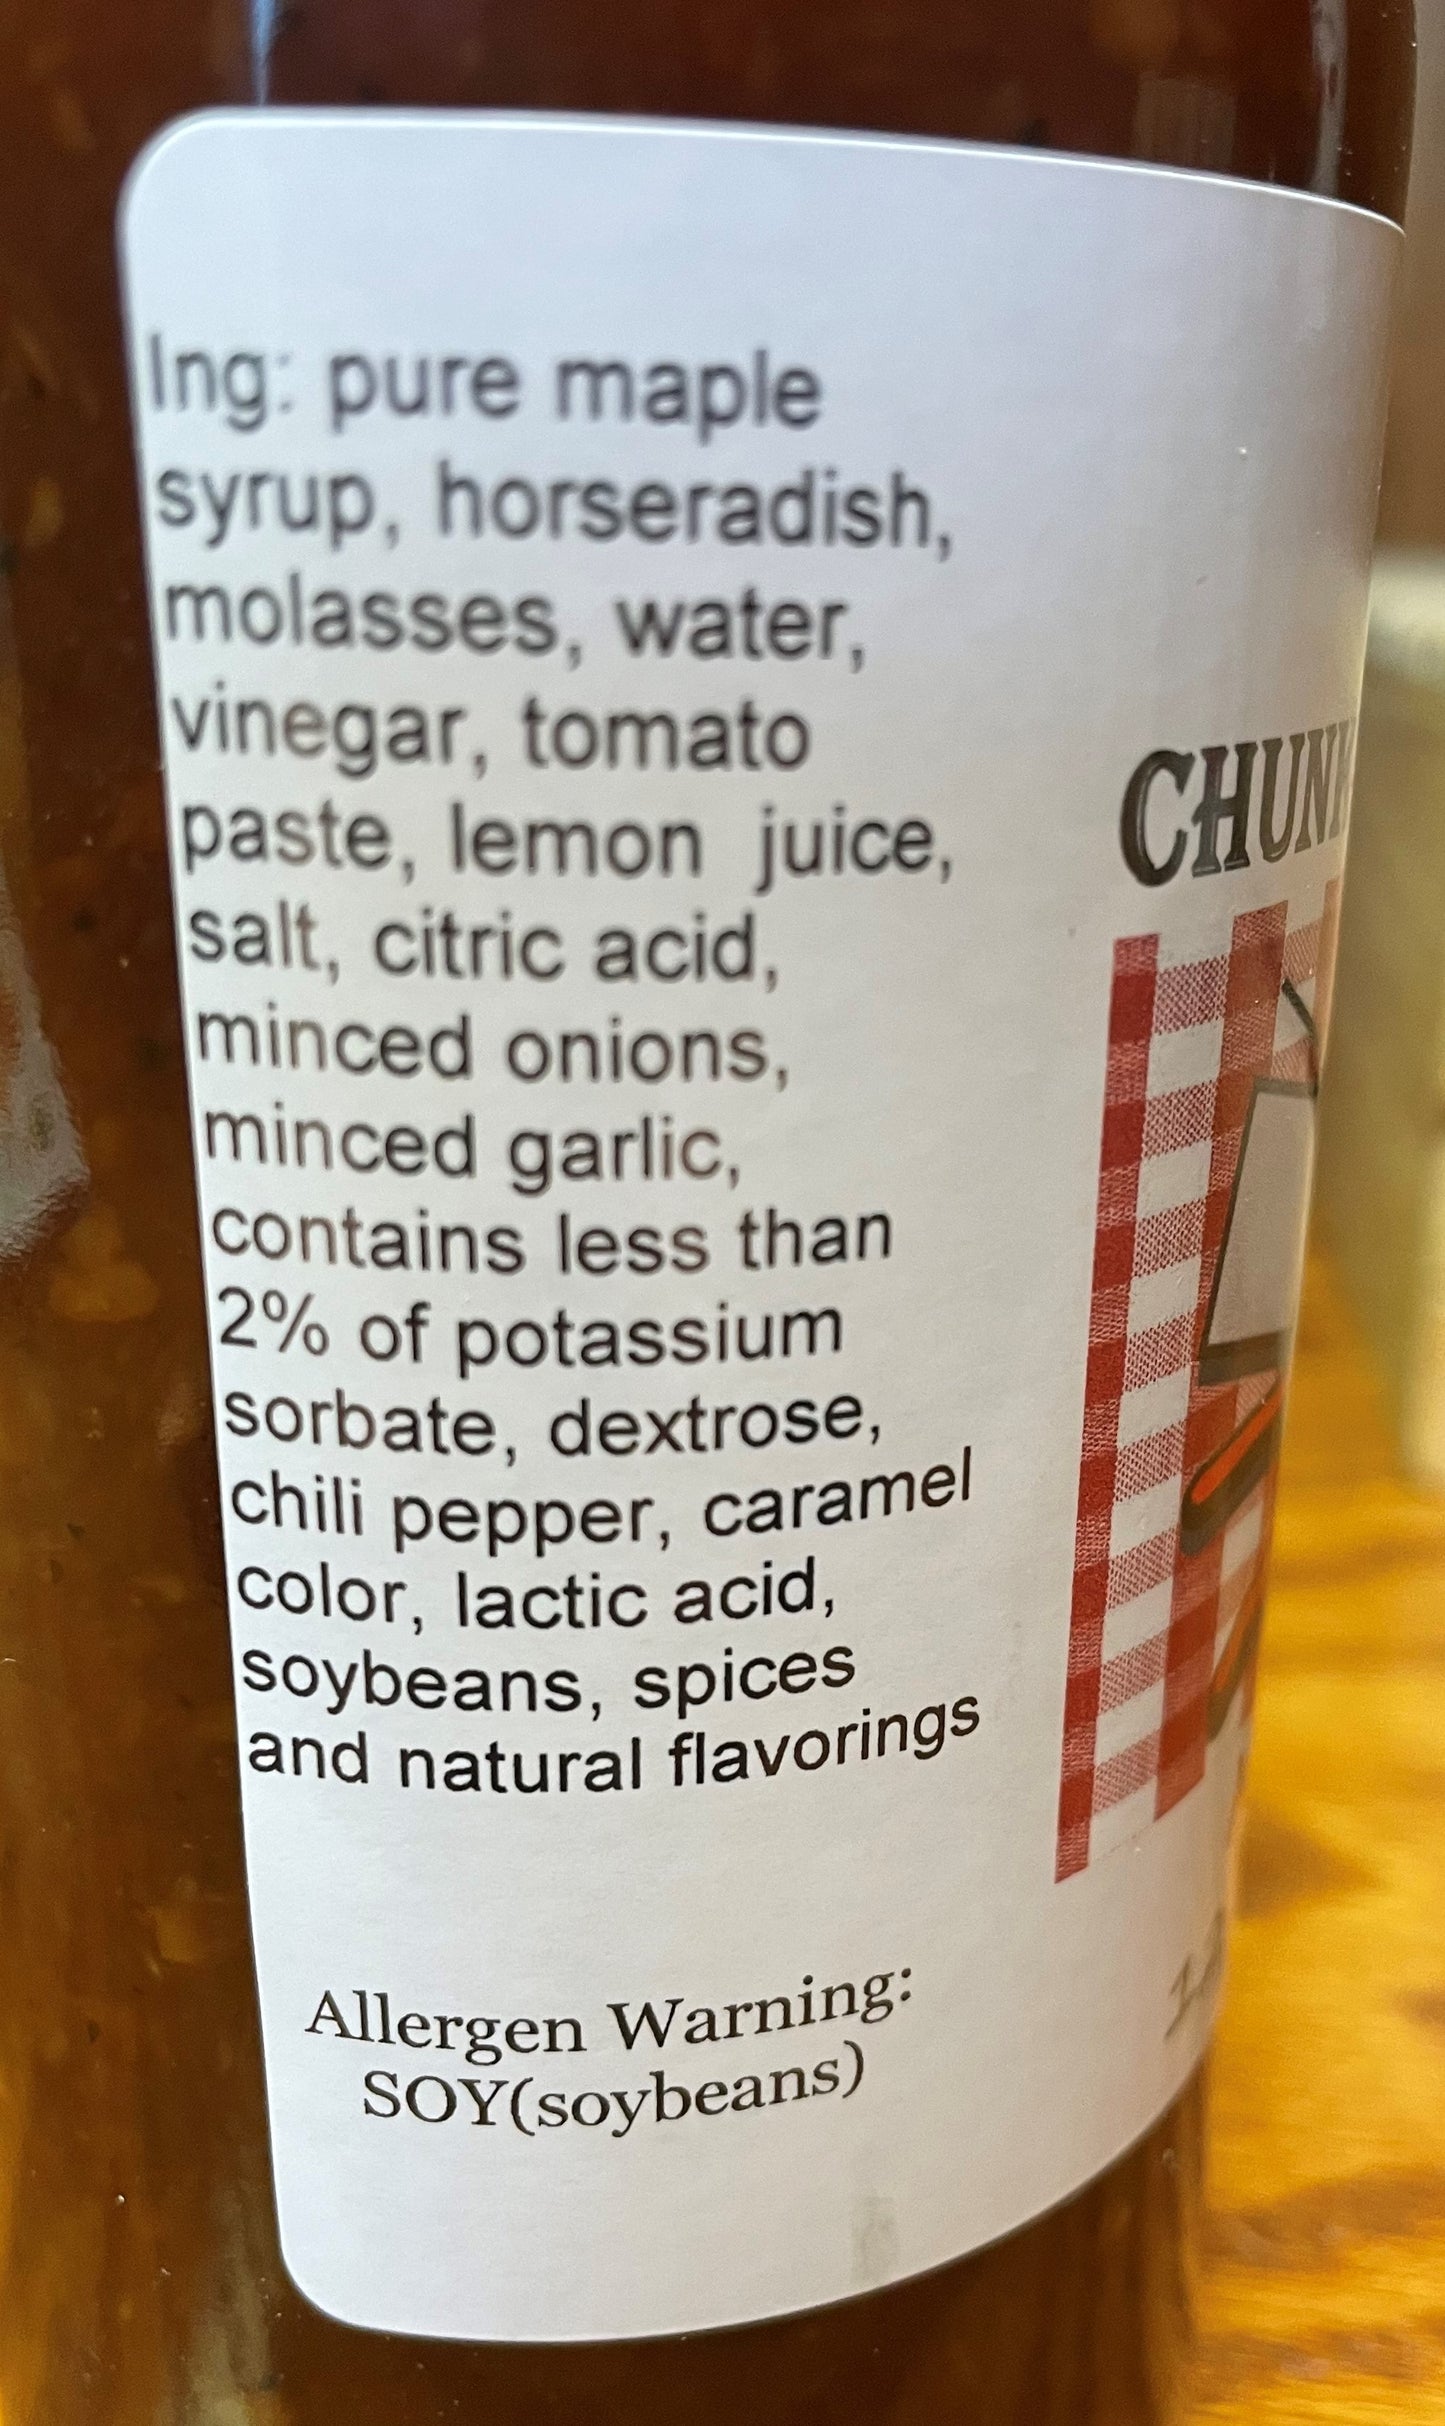 Ing: pure maple
syrup, horseradish,
molasses, water,
vinegar, tomato
paste, lemon juice,
salt, citric acid,
minced onions,
minced garlic,
contains less than
2% of potassium
sorbate, dextrose,
chili pepper, caramel
color, lactic acid,
soybeans, spices
and natural flavorings
Allergen Warning:
SOY(soybeans)
CHUN